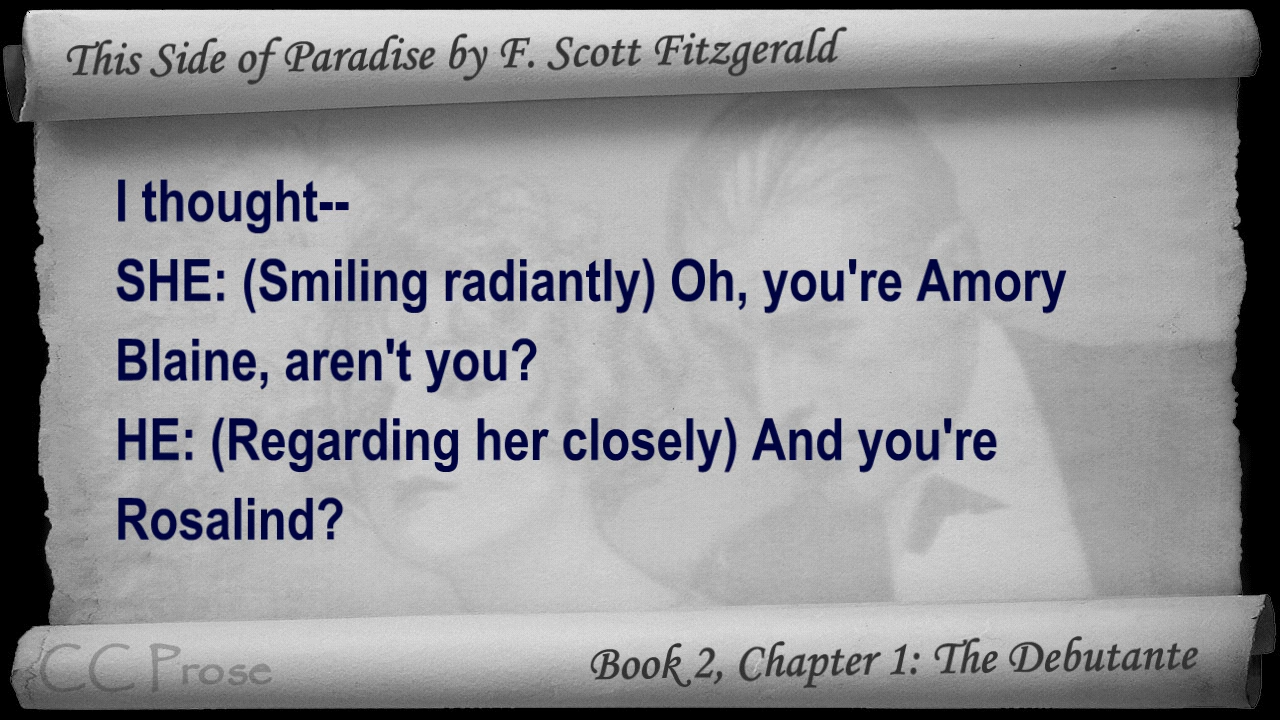 This Side of Paradise by F. Scott Fitzgerald
I thought--
SHE: (Smiling radiantly) Oh, you're Amory
Blaine, aren't you?
HE: (Regarding her closely) And you're
Rosalind?
CC Prose
Book 2, Chapter 1: The Debutante